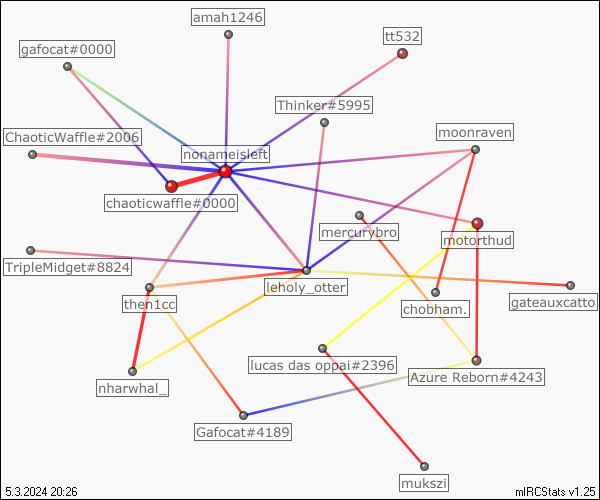 amah1246
tt532
gafocat#0000
Thinker#5995
moonraven
ChaoticWaffle#2006
nonameisleft
chaoticwaffle#0000
mercurybro
motorthud
TripleMidget#8824
leholy_otter
then1cc
chobham.
gateauxcatto
lucas das oppai#2396
Azure Reborn#4243
nharwhal_
Gafocat#4189
mukszi
5.3.2024 20:26
mIRCStats v1.25